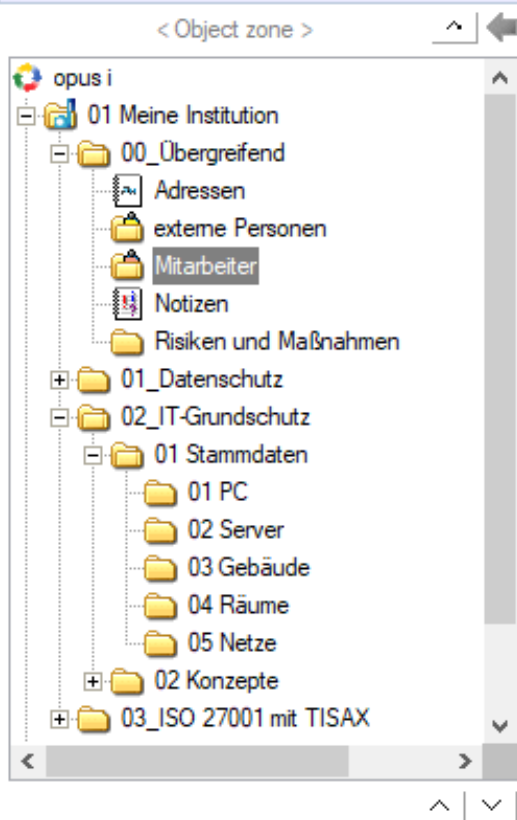 < Object zone >
opus i
01 Meine Institution
00_Übergreifend
Adressen
externe Personen
Mitarbeiter
Notizen
Risiken und Maßnahmen
01_Datenschutz
02_IT-Grundschutz
01 Stammdaten
01 PC
02 Server
03 Gebäude
04 Räume
05 Netze
02 Konzepte
03_ISO 27001 mit TISAX